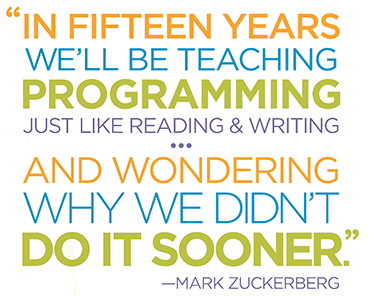 “IN FIFTEEN YEARS
WE’LL BE TEACHING
PROGRAMMING
JUST LIKE READING & WRITING
...
AND WONDERING
WHY WE DIDN’T
DO IT SOONER.”
—MARK ZUCKERBERG